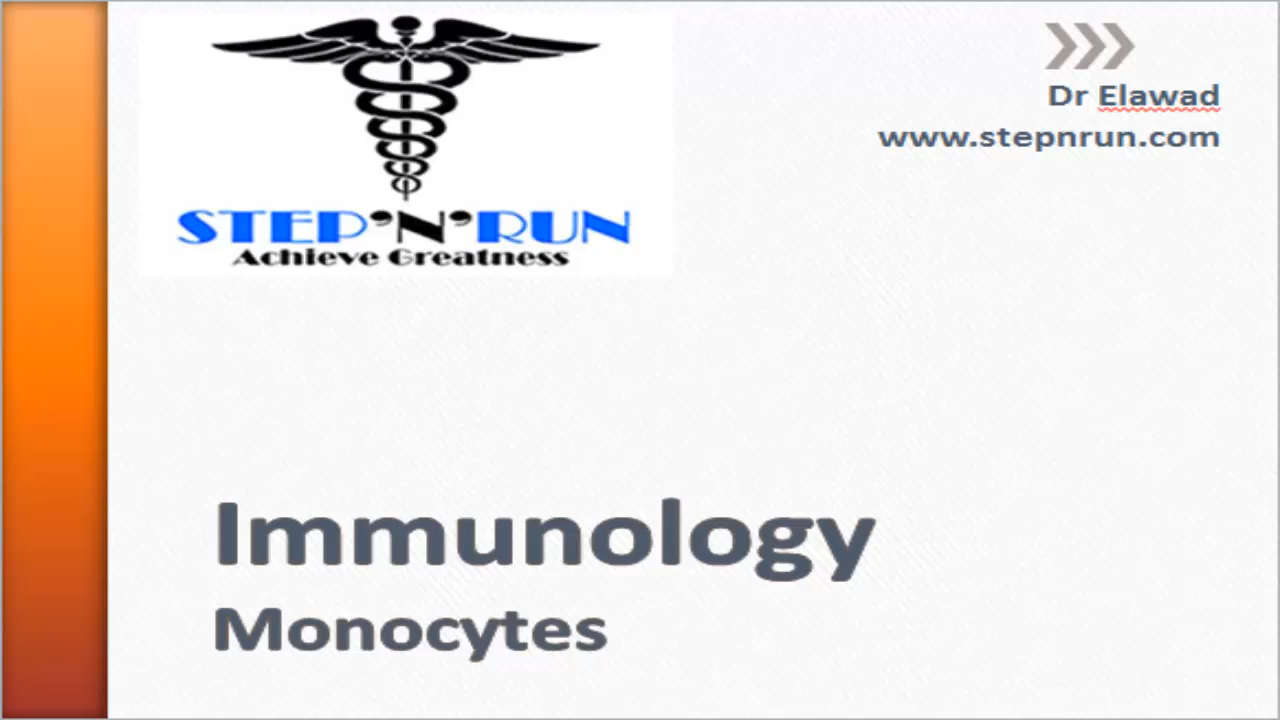 STEP'N'RUN
Achieve Greatness
Dr Elawad
www.stepnrun.com
Immunology
Monocytes